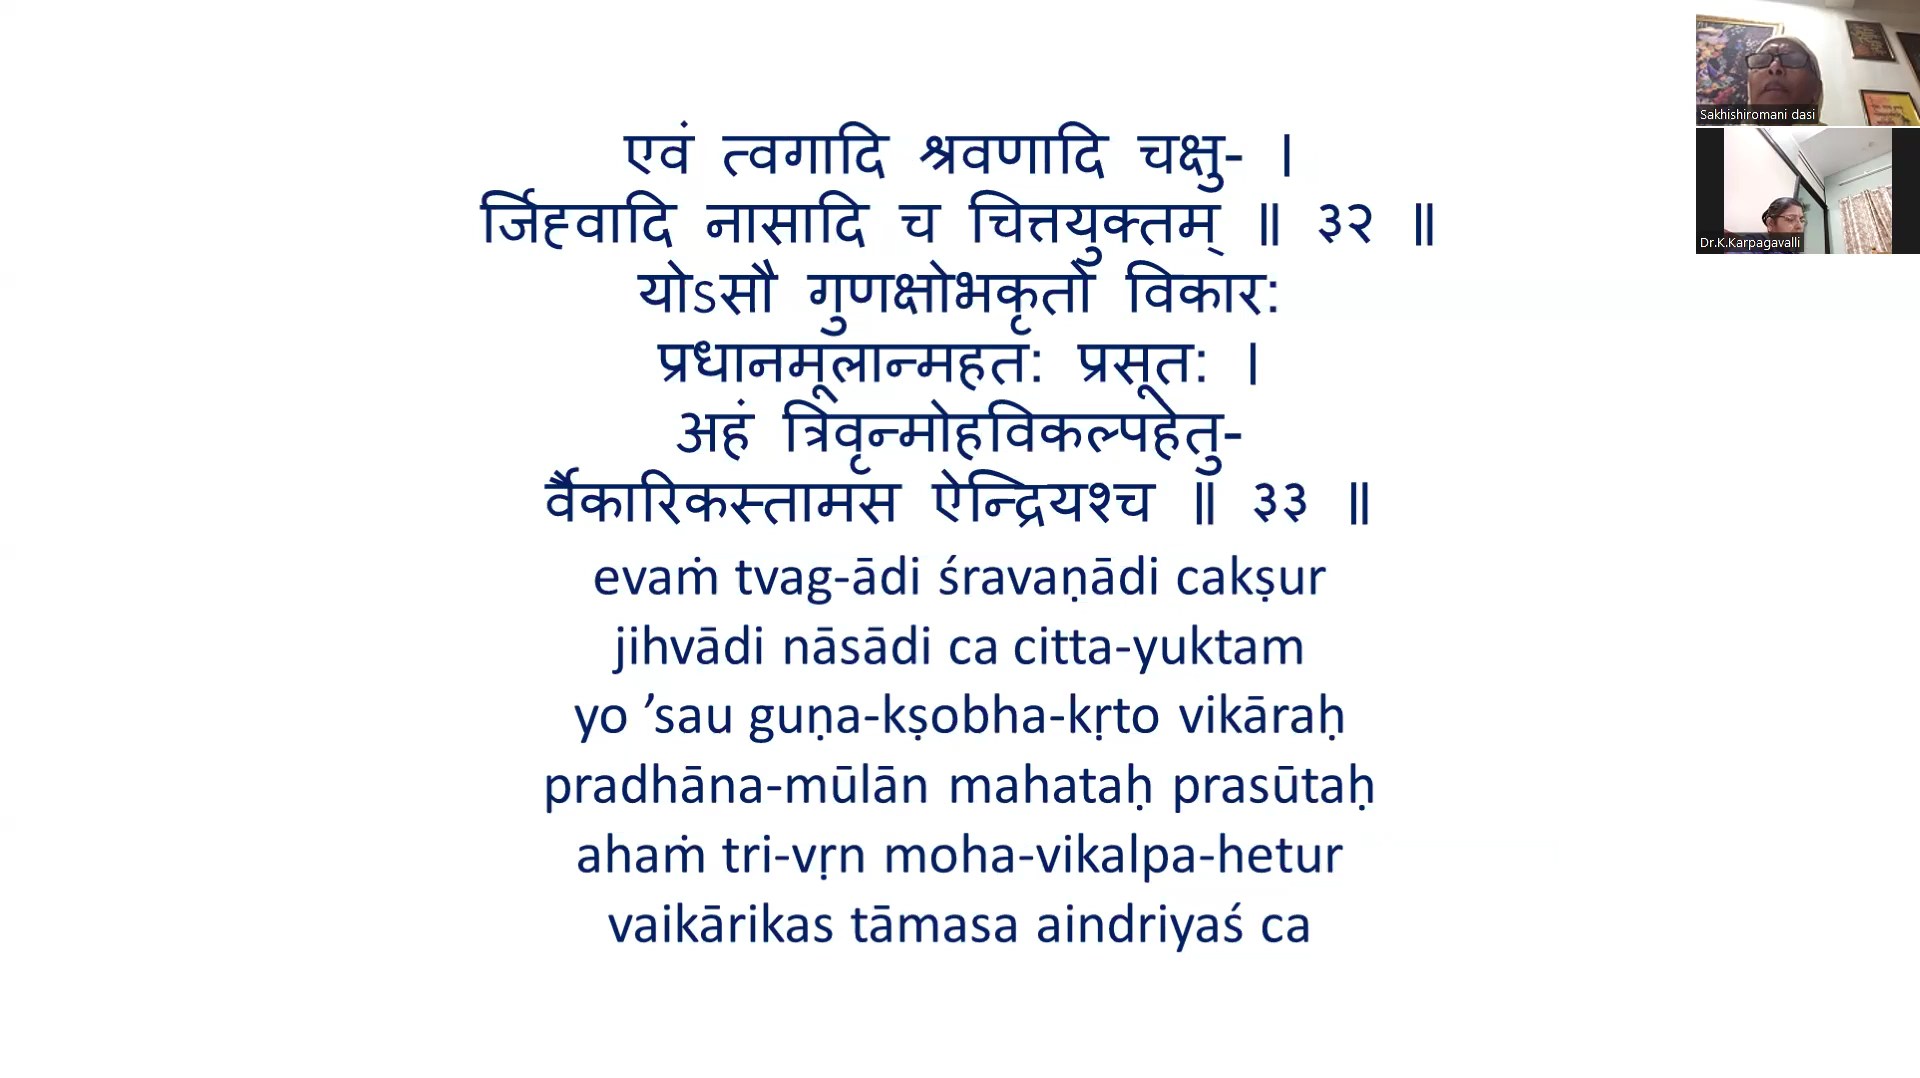 एवं त्वगादि श्रवणादि चक्षु- ।
र्जिह्वादि नासादि च चित्तयुक्तम् ॥ ३२ ॥
योऽसौ गुणक्षोभकृतो विकार:
प्रधानमूलान्महत: प्रसूत: ।
अहं त्रिवृन्मोहविकल्पहेतु-
र्वैकारिकस्तामस ऐन्द्रियश्च ॥ ३३ ॥
evaṁ tvag-ādi śravaṇādi cakṣur
jihvādi nāsādi ca citta-yuktam
yo ’sau guṇa-kṣobha-kṛto vikāraḥ
pradhāna-mūlān mahataḥ prasūtaḥ
ahaṁ tri-vṛn moha-vikalpa-hetur
vaikārikas tāmasa aindriyaś ca
Sakhishiromani dasi
Dr.K.Karpagavalli